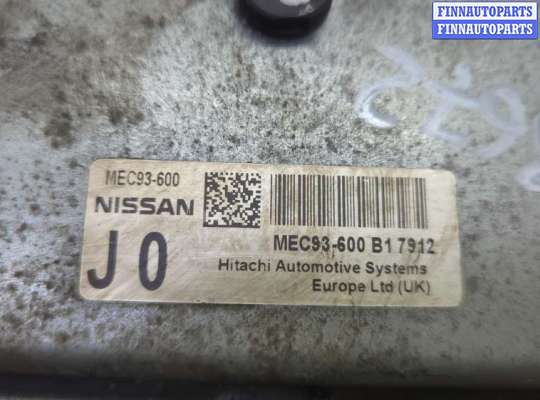 FINNAUTOPARTS
FINNAUTOPARTS
MEC93-600
NISSAN
J0
MEC93-600 B1 7912
Hitachi Automotive Systems
Europe Ltd (UK)